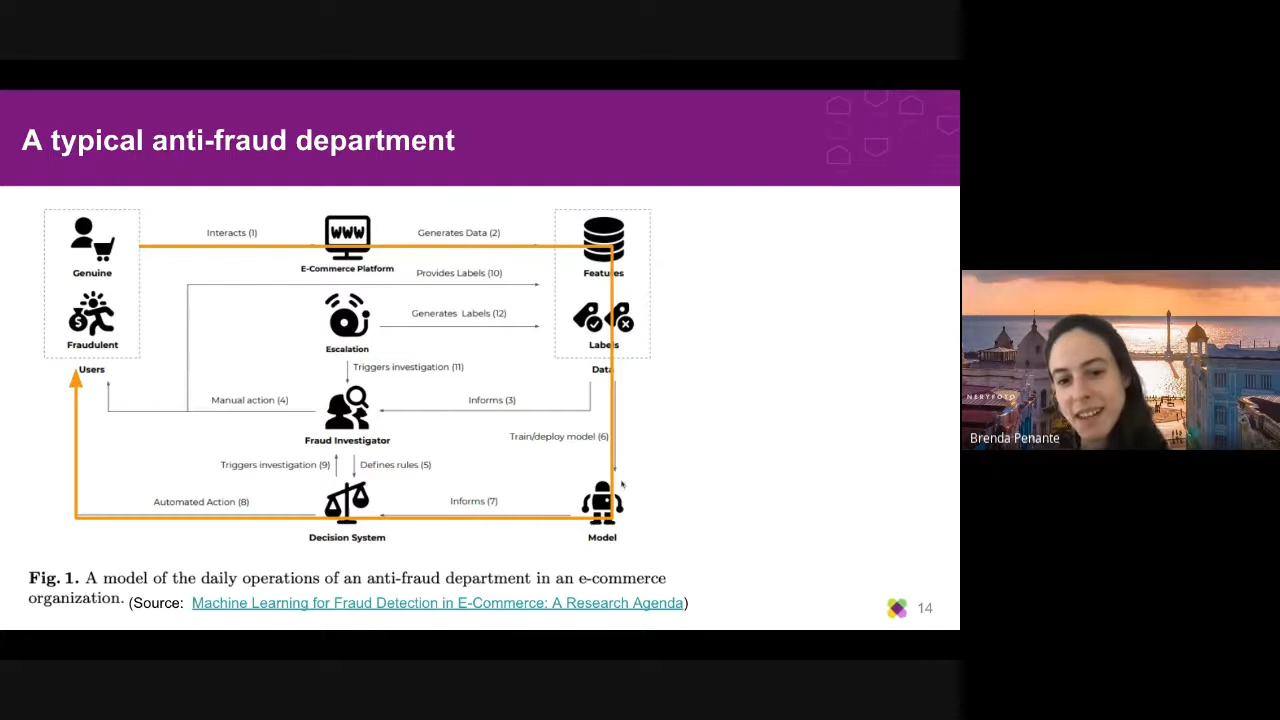 A typical anti-fraud department
Interacts (1)
WWW
Generates Data (2)
Genuine
E-Commerce Platform
Features
Provides Labels (10)
Generates Labels (12)
$
Fraudulent
Escalation
Labels
Users
Triggers investigation (11)
Data
Manual action (4)
Informs (3)
Fraud Investigator
Train/deploy model (6)
Triggers investigation (9)
Defines rules (5)
Automated Action (8)
Informs (7)
Decision System
Model
Fig. 1. A model of the daily operations of an anti-fraud department in an e-commerce
organization. (Source: Machine Learning for Fraud Detection in E-Commerce: A Research Agenda)
14
NERYFOTO
Brenda Penante